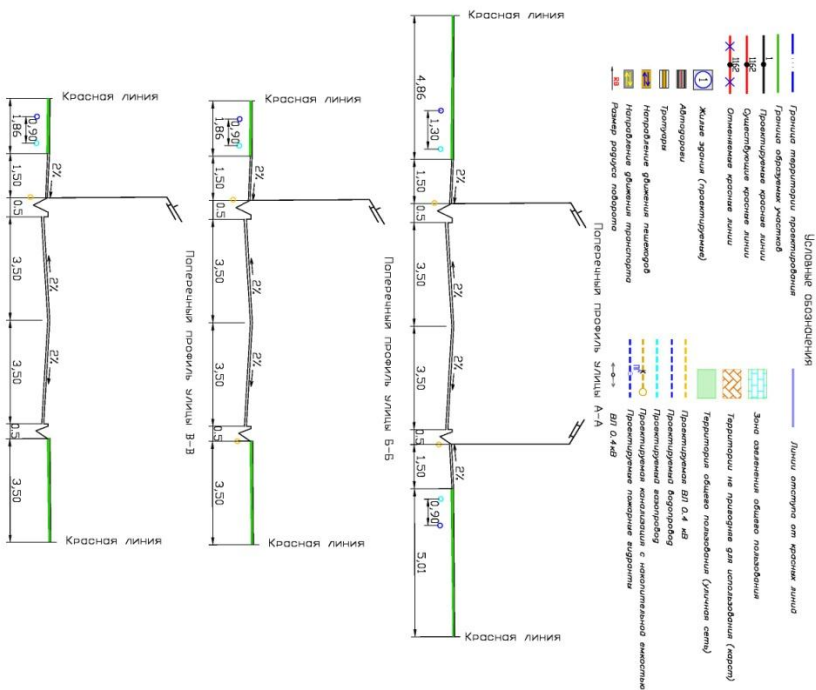 Условные обозначения
Граница территории проектирования
Граница образуемых участков
1
Проектируемые красные линии
1162
Существующие красные линии
1162
Отменяемые красные линии
1
Жилые здания (проектируемые)
Автодороги
Тротуары
Направление движения пешеходов
Направление движения транспорта
R8
Размер радиуса поворота
Линии отступа от красных линий
Зона озеленения общего пользования
Территории не пригодняе для использования (карст)
Территория общего пользования (уличная сеть)
Проектируемая ВЛ 0.4 кВ
Проектируемый водопровод
Проектируемый газопровод
Проектируемая канализация с накопительной емкостью
Проектируемые пожарные гидранты
ВЛ 0.4кВ
Поперечный профиль улицы А-А
Красная линия
2%
2%
2%
2%
Красная линия
1,30
0,90
4,86
1,50
0.5
3,50
3,50
0.5
1,50
5,01
Поперечный профиль улицы Б-Б
Красная линия
2%
2%
2%
Красная линия
0,90
1,86
1,50
0.5
3,50
3,50
0.5
3,50
Поперечный профиль улицы В-В
Красная линия
2%
2%
2%
Красная линия
0,90
1,86
1,50
0.5
3,50
3,50
0.5
3,50